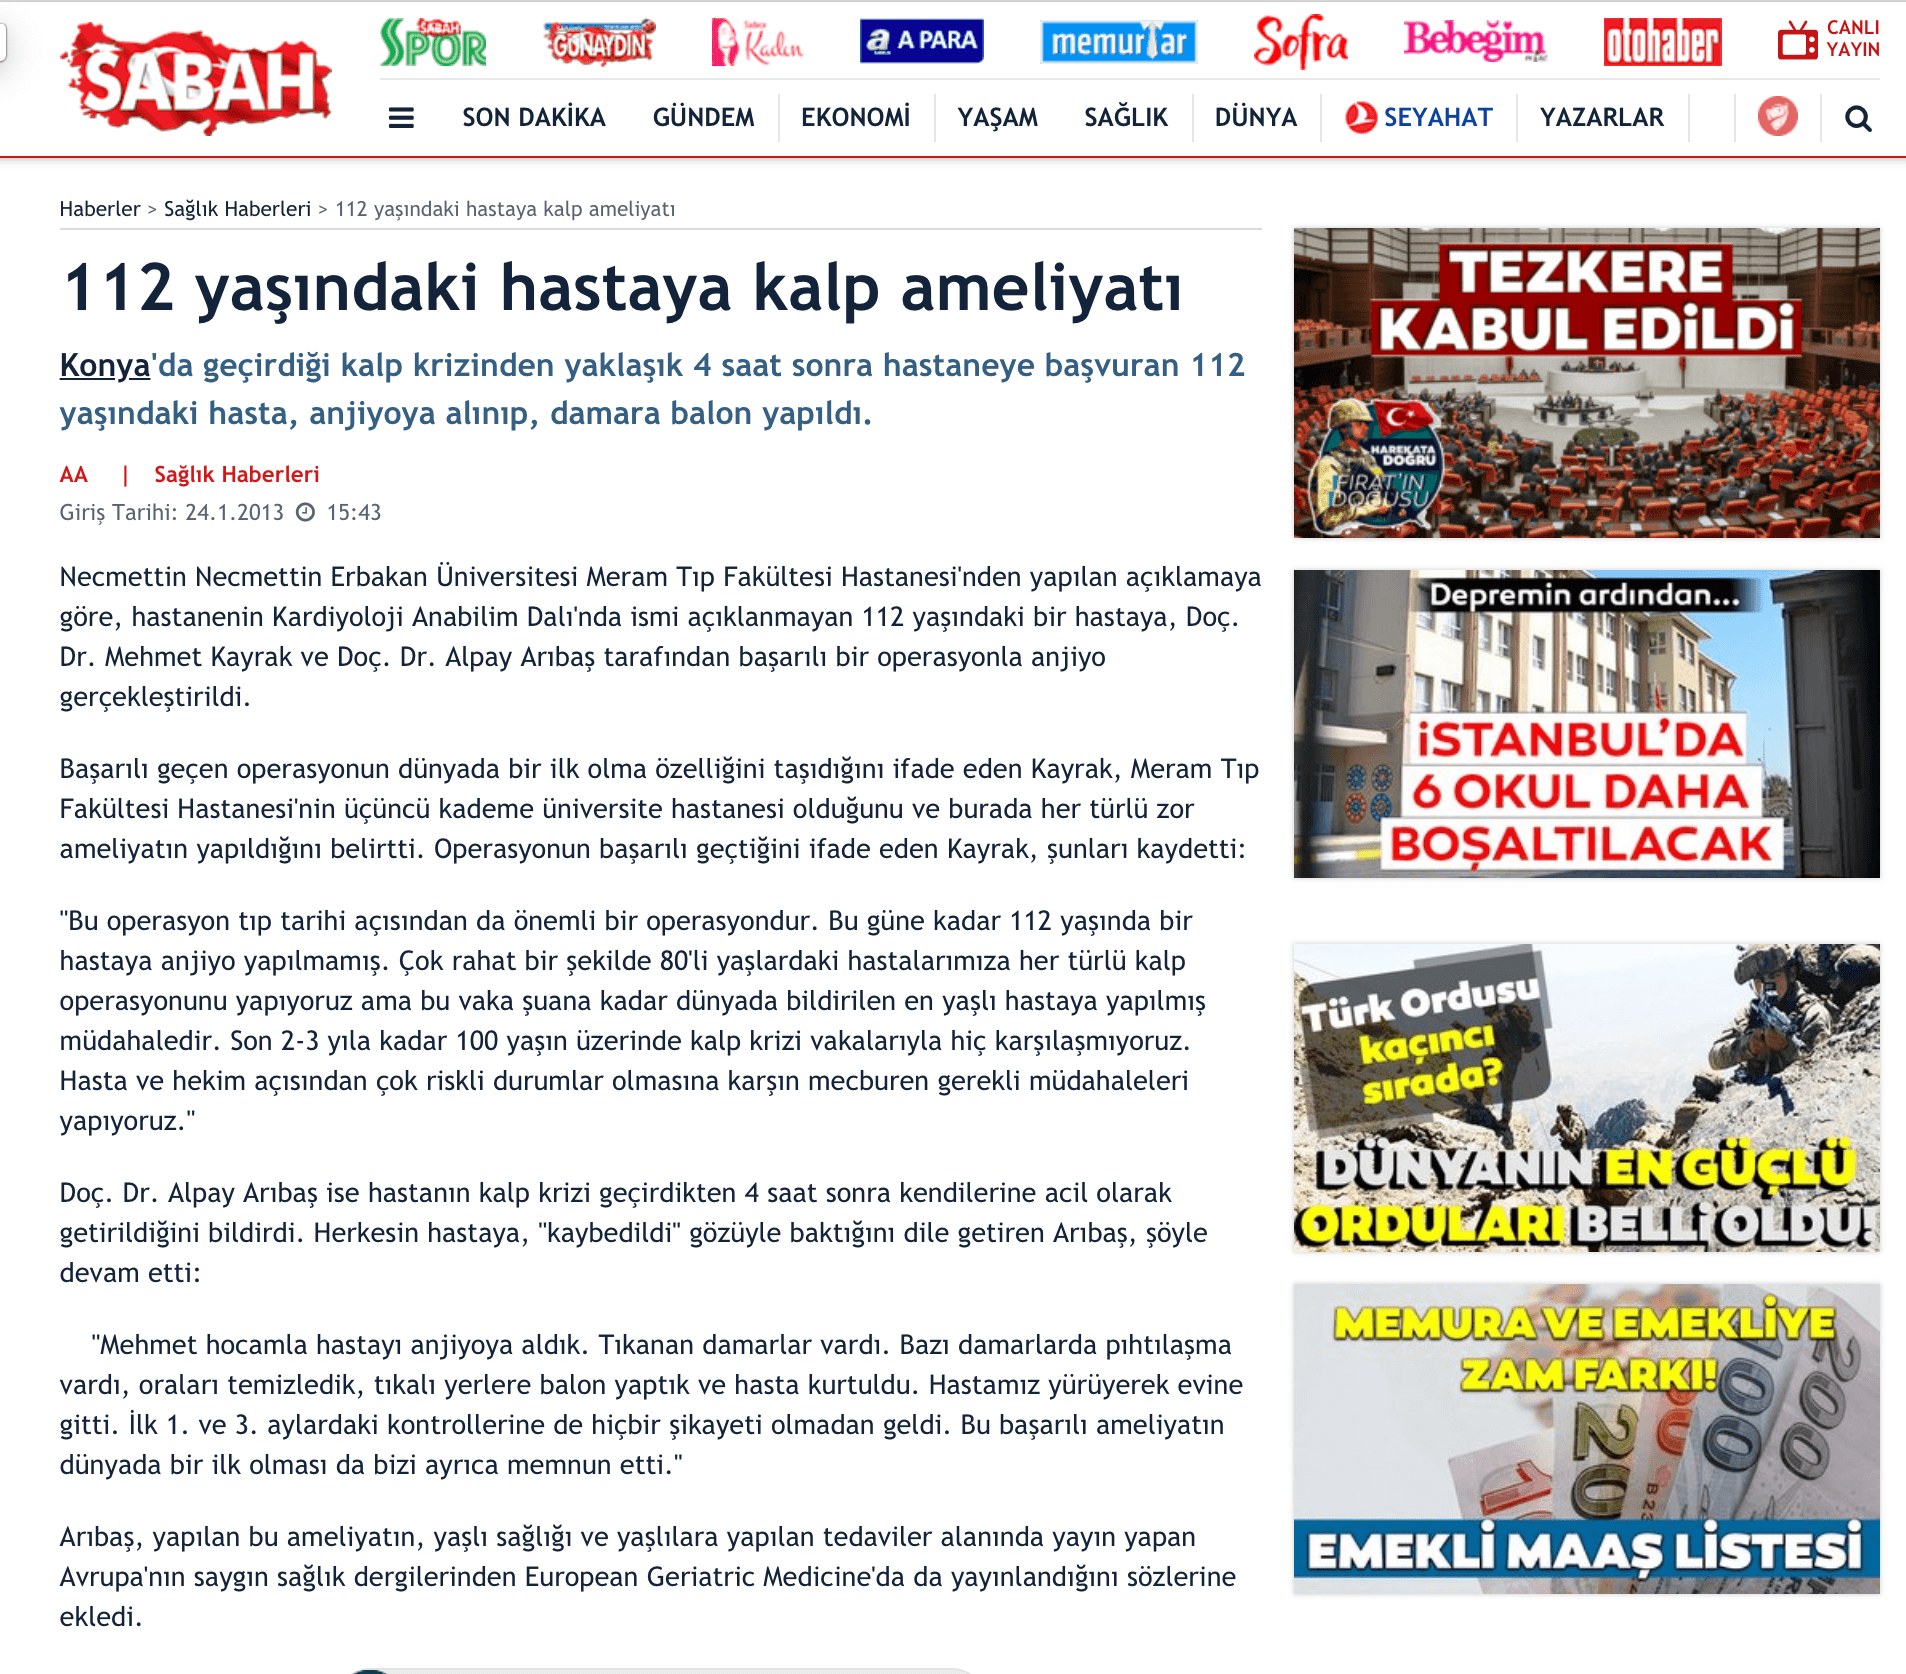 SABAH
SABAH SPOR
GÜNAYDIN
Sadece Kadın
a A PARA
memurlar
Sofra
Bebeğim
otohaber
CANLI
YAYIN
SON DAKİKA
GÜNDEM
EKONOMİ
YAŞAM
SAĞLIK
DÜNYA
SEYAHAT
YAZARLAR
Haberler > Sağlık Haberleri > 112 yaşındaki hastaya kalp ameliyatı
112 yaşındaki hastaya kalp ameliyatı
Konya'da geçirdiği kalp krizinden yaklaşık 4 saat sonra hastaneye başvuran 112
yaşındaki hasta, anjiyoya alınıp, damara balon yapıldı.
AA | Sağlık Haberleri
Giriş Tarihi: 24.1.2013 15:43
Necmettin Necmettin Erbakan Üniversitesi Meram Tıp Fakültesi Hastanesi'nden yapılan açıklamaya
göre, hastanenin Kardiyoloji Anabilim Dalı'nda ismi açıklanmayan 112 yaşındaki bir hastaya, Doç.
Dr. Mehmet Kayrak ve Doç. Dr. Alpay Arıbaş tarafından başarılı bir operasyonla anjiyo
gerçekleştirildi.
Başarılı geçen operasyonun dünyada bir ilk olma özelliğini taşıdığını ifade eden Kayrak, Meram Tıp
Fakültesi Hastanesi'nin üçüncü kademe üniversite hastanesi olduğunu ve burada her türlü zor
ameliyatın yapıldığını belirtti. Operasyonun başarılı geçtiğini ifade eden Kayrak, şunları kaydetti:
"Bu operasyon tıp tarihi açısından da önemli bir operasyondur. Bu güne kadar 112 yaşında bir
hastaya anjiyo yapılmamış. Çok rahat bir şekilde 80'li yaşlardaki hastalarımıza her türlü kalp
operasyonunu yapıyoruz ama bu vaka şuana kadar dünyada bildirilen en yaşlı hastaya yapılmış
müdahaledir. Son 2-3 yıla kadar 100 yaşın üzerinde kalp krizi vakalarıyla hiç karşılaşmıyoruz.
Hasta ve hekim açısından çok riskli durumlar olmasına karşın mecburen gerekli müdahaleleri
yapıyoruz."
Doç. Dr. Alpay Arıbaş ise hastanın kalp krizi geçirdikten 4 saat sonra kendilerine acil olarak
getirildiğini bildirdi. Herkesin hastaya, "kaybedildi" gözüyle baktığını dile getiren Arıbaş, şöyle
devam etti:
"Mehmet hocamla hastayı anjiyoya aldık. Tıkanan damarlar vardı. Bazı damarlarda pıhtılaşma
vardı, oraları temizledik, tıkalı yerlere balon yaptık ve hasta kurtuldu. Hastamız yürüyerek evine
gitti. İlk 1. ve 3. aylardaki kontrollerine de hiçbir şikayeti olmadan geldi. Bu başarılı ameliyatın
dünyada bir ilk olması da bizi ayrıca memnun etti."
Arıbaş, yapılan bu ameliyatın, yaşlı sağlığı ve yaşlılara yapılan tedaviler alanında yayın yapan
Avrupa'nın saygın sağlık dergilerinden European Geriatric Medicine'da da yayınlandığını sözlerine
ekledi.
TEZKERE
KABUL EDİLDİ
HAREKATA
DOĞRU
FIRAT'IN
DOĞUSU
Depremin ardından...
İSTANBUL'DA
6 OKUL DAHA
BOŞALTILACAK
Türk Ordusu
kaçıncı
sırada?
DÜNYANIN EN GÜÇLÜ
ORDULARI BELLİ OLDU!
MEMURA VE EMEKLİYE
ZAM FARKI!
20
100
200
EMEKLİ MAAŞ LİSTESİ